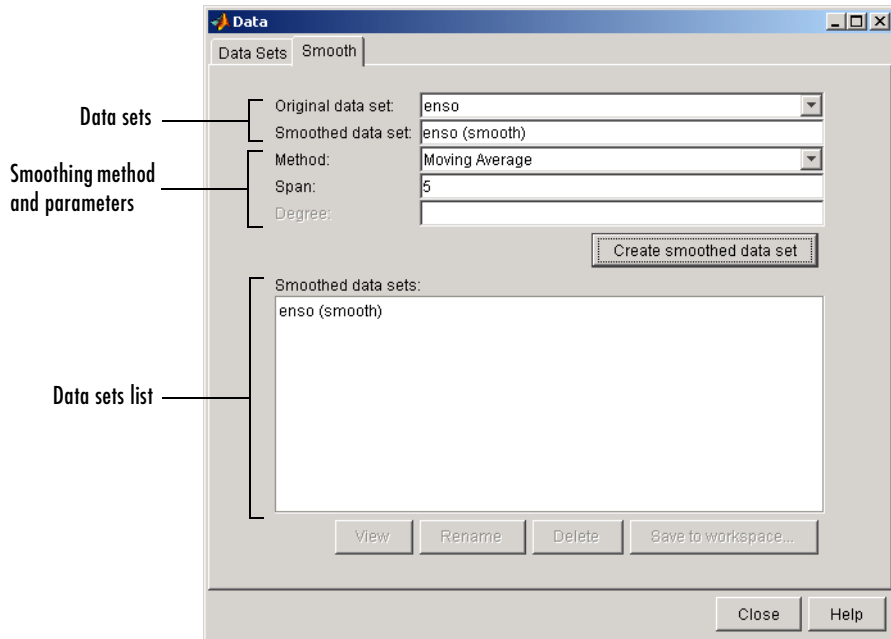 Data
Data Sets Smooth
Data sets
Original data set: enso
Smoothed data set: enso (smooth)
Smoothing method
and parameters
Method: Moving Average
Span: 5
Degree:
Create smoothed data set
Smoothed data sets:
enso (smooth)
Data sets list
View Rename Delete Save to workspace...
Close Help